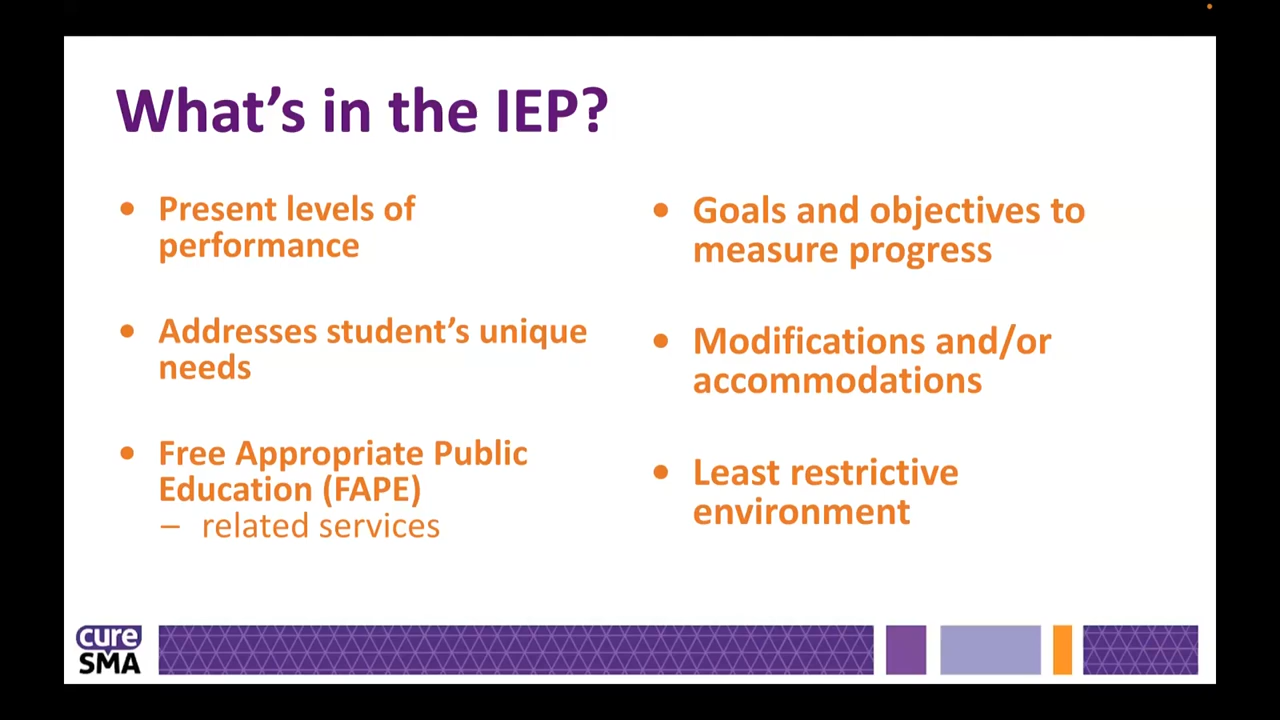 What's in the IEP?
• Present levels of
performance
• Addresses student's unique
needs
• Free Appropriate Public
Education (FAPE)
– related services
• Goals and objectives to
measure progress
• Modifications and/or
accommodations
• Least restrictive
environment
cure
SMA